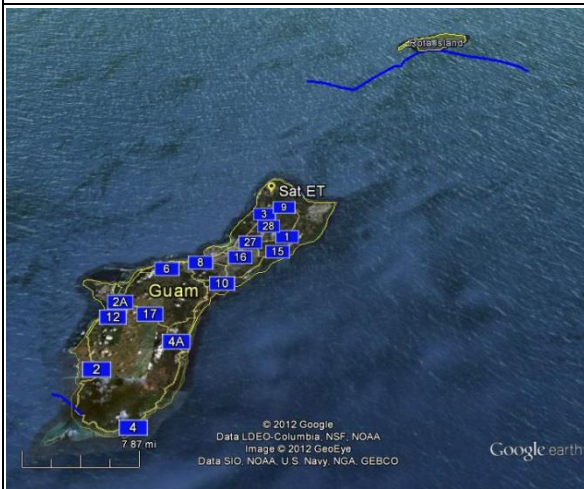 Rota Island
Sat ET
9
3
28
1
27
15
16
8
6
10
Guam
2A
12
17
4A
2
4
7.87 mi
© 2012 Google
Data LDEO-Columbia, NSF, NOAA
Image © 2012 GeoEye
Data SIO, NOAA, U.S. Navy, NGA, GEBCO
Google earth